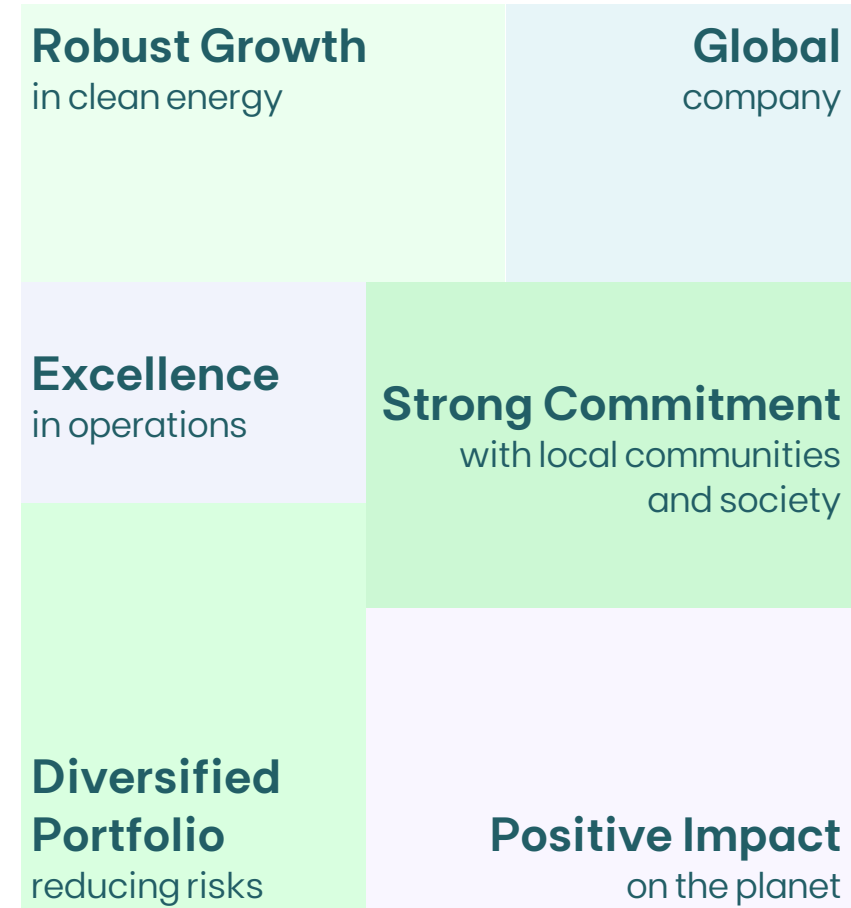 Robust Growth
in clean energy
Global
company
Excellence
in operations
Strong Commitment
with local communities
and society
Diversified
Portfolio
reducing risks
Positive Impact
on the planet